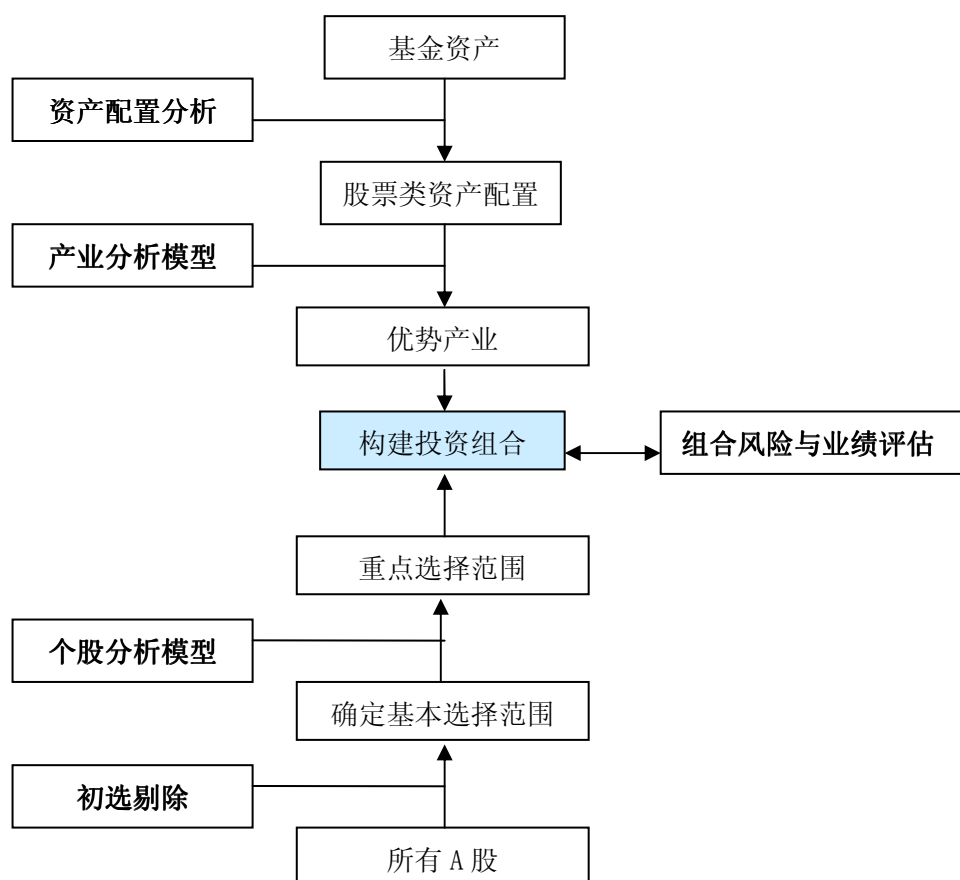 基金资产
资产配置分析
股票类资产配置
产业分析模型
优势产业
构建投资组合
组合风险与业绩评估
重点选择范围
个股分析模型
确定基本选择范围
初选剔除
所有 A 股